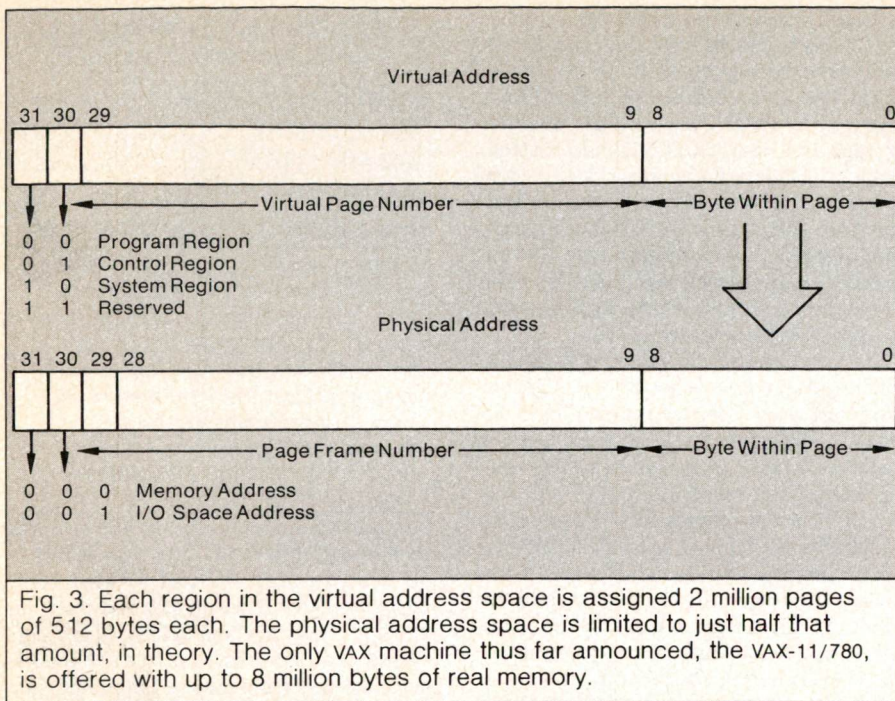 Virtual Address
31 30 29 9 8 0
Virtual Page Number Byte Within Page
0 0 Program Region
0 1 Control Region
1 0 System Region
1 1 Reserved
Physical Address
31 30 29 28 9 8 0
Page Frame Number Byte Within Page
0 0 0 Memory Address
0 0 1 I/O Space Address
Fig. 3. Each region in the virtual address space is assigned 2 million pages
of 512 bytes each. The physical address space is limited to just half that
amount, in theory. The only VAX machine thus far announced, the VAX-11/780,
is offered with up to 8 million bytes of real memory.